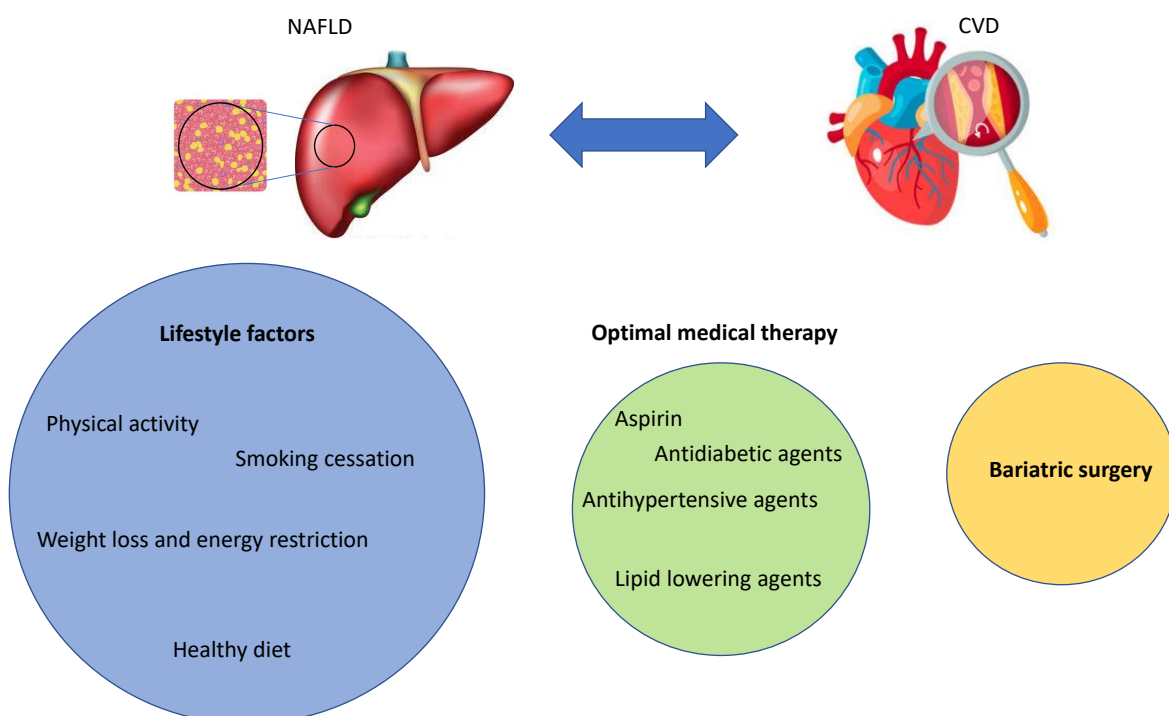 NAFLD
CVD
Lifestyle factors
Physical activity
Smoking cessation
Weight loss and energy restriction
Healthy diet
Optimal medical therapy
Aspirin
Antidiabetic agents
Antihypertensive agents
Lipid lowering agents
Bariatric surgery